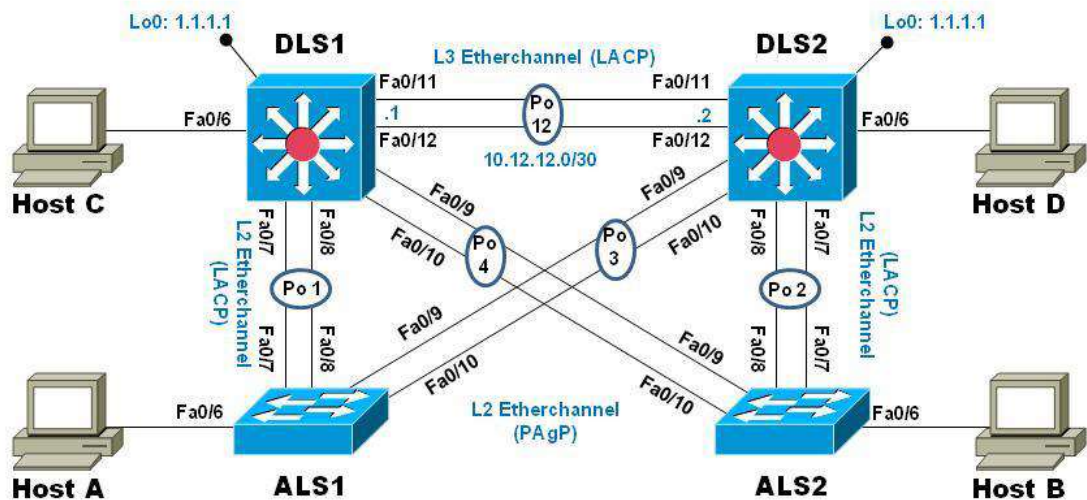 Lo0: 1.1.1.1
Lo0: 1.1.1.1
DLS1
DLS2
L3 Etherchannel (LACP)
Fa0/11
Fa0/11
Po
12
Fa0/6
.1
.2
Fa0/6
Fa0/12
Fa0/12
10.12.12.0/30
Host C
Host D
Fa0/9
Fa0/9
Fa0/10
Fa0/10
Fa0/7
Fa0/8
Fa0/8
Fa0/7
L2 Etherchannel
(LACP)
Po
4
Po
3
(LACP)
L2 Etherchannel
Po 1
Po 2
Fa0/7
Fa0/8
Fa0/9
Fa0/10
Fa0/9
Fa0/10
Fa0/8
Fa0/7
Fa0/6
L2 Etherchannel
(PAgP)
Fa0/6
Host A
ALS1
ALS2
Host B